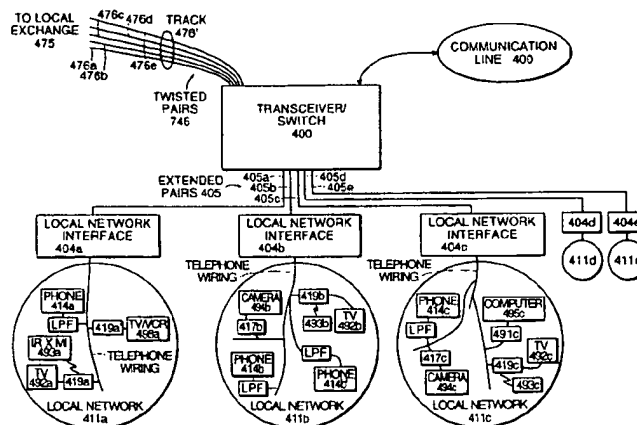 TO LOCAL
EXCHANGE
475
476c
476d
TRACK
476'
476a
476b
476e
TWISTED
PAIRS
746
COMMUNICATION
LINE 400
TRANSCEIVER/
SWITCH
400
EXTENDED
PAIRS 405
405a
405b
405c
405d
405e
LOCAL NETWORK
INTERFACE
404a
LOCAL NETWORK
INTERFACE
404b
LOCAL NETWORK
INTERFACE
404c
404d
411d
TELEPHONE
WIRING
TELEPHONE
WIRING
PHONE
414a
LPF
419a
TV/VCR
498a
IR X MI
493a
TELEPHONE
WIRING
TV
492a
419a
LOCAL NETWORK
411a
CAMERA
494b
417b
419b
493b
TV
492b
PHONE
414b
LPF
LPF
PHONE
LOCAL NETWORK
411b
PHONE
414c
LPF
417c
CAMERA
494c
COMPUTER
495c
491c
TV
492c
419c
493c
LOCAL NETWORK
411c